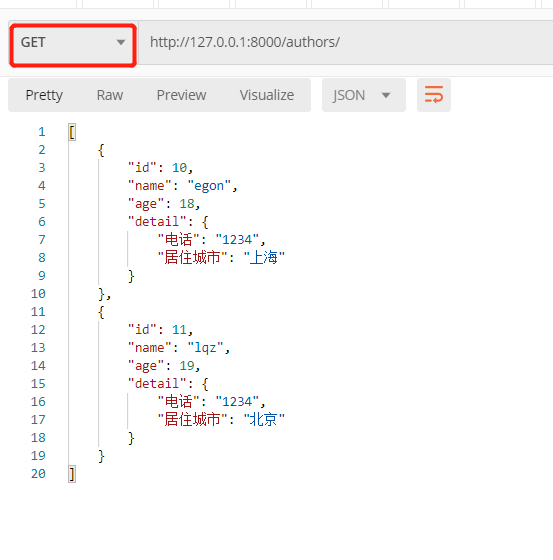 GET http://127.0.0.1:8000/authors/
Pretty Raw Preview Visualize JSON
1 [
2 {
3 "id": 10,
4 "name": "egon",
5 "age": 18,
6 "detail": {
7 "电话": "1234",
8 "居住城市": "上海"
9 }
10 },
11 {
12 "id": 11,
13 "name": "lqz",
14 "age": 19,
15 "detail": {
16 "电话": "1234",
17 "居住城市": "北京"
18 }
19 }
20 ]